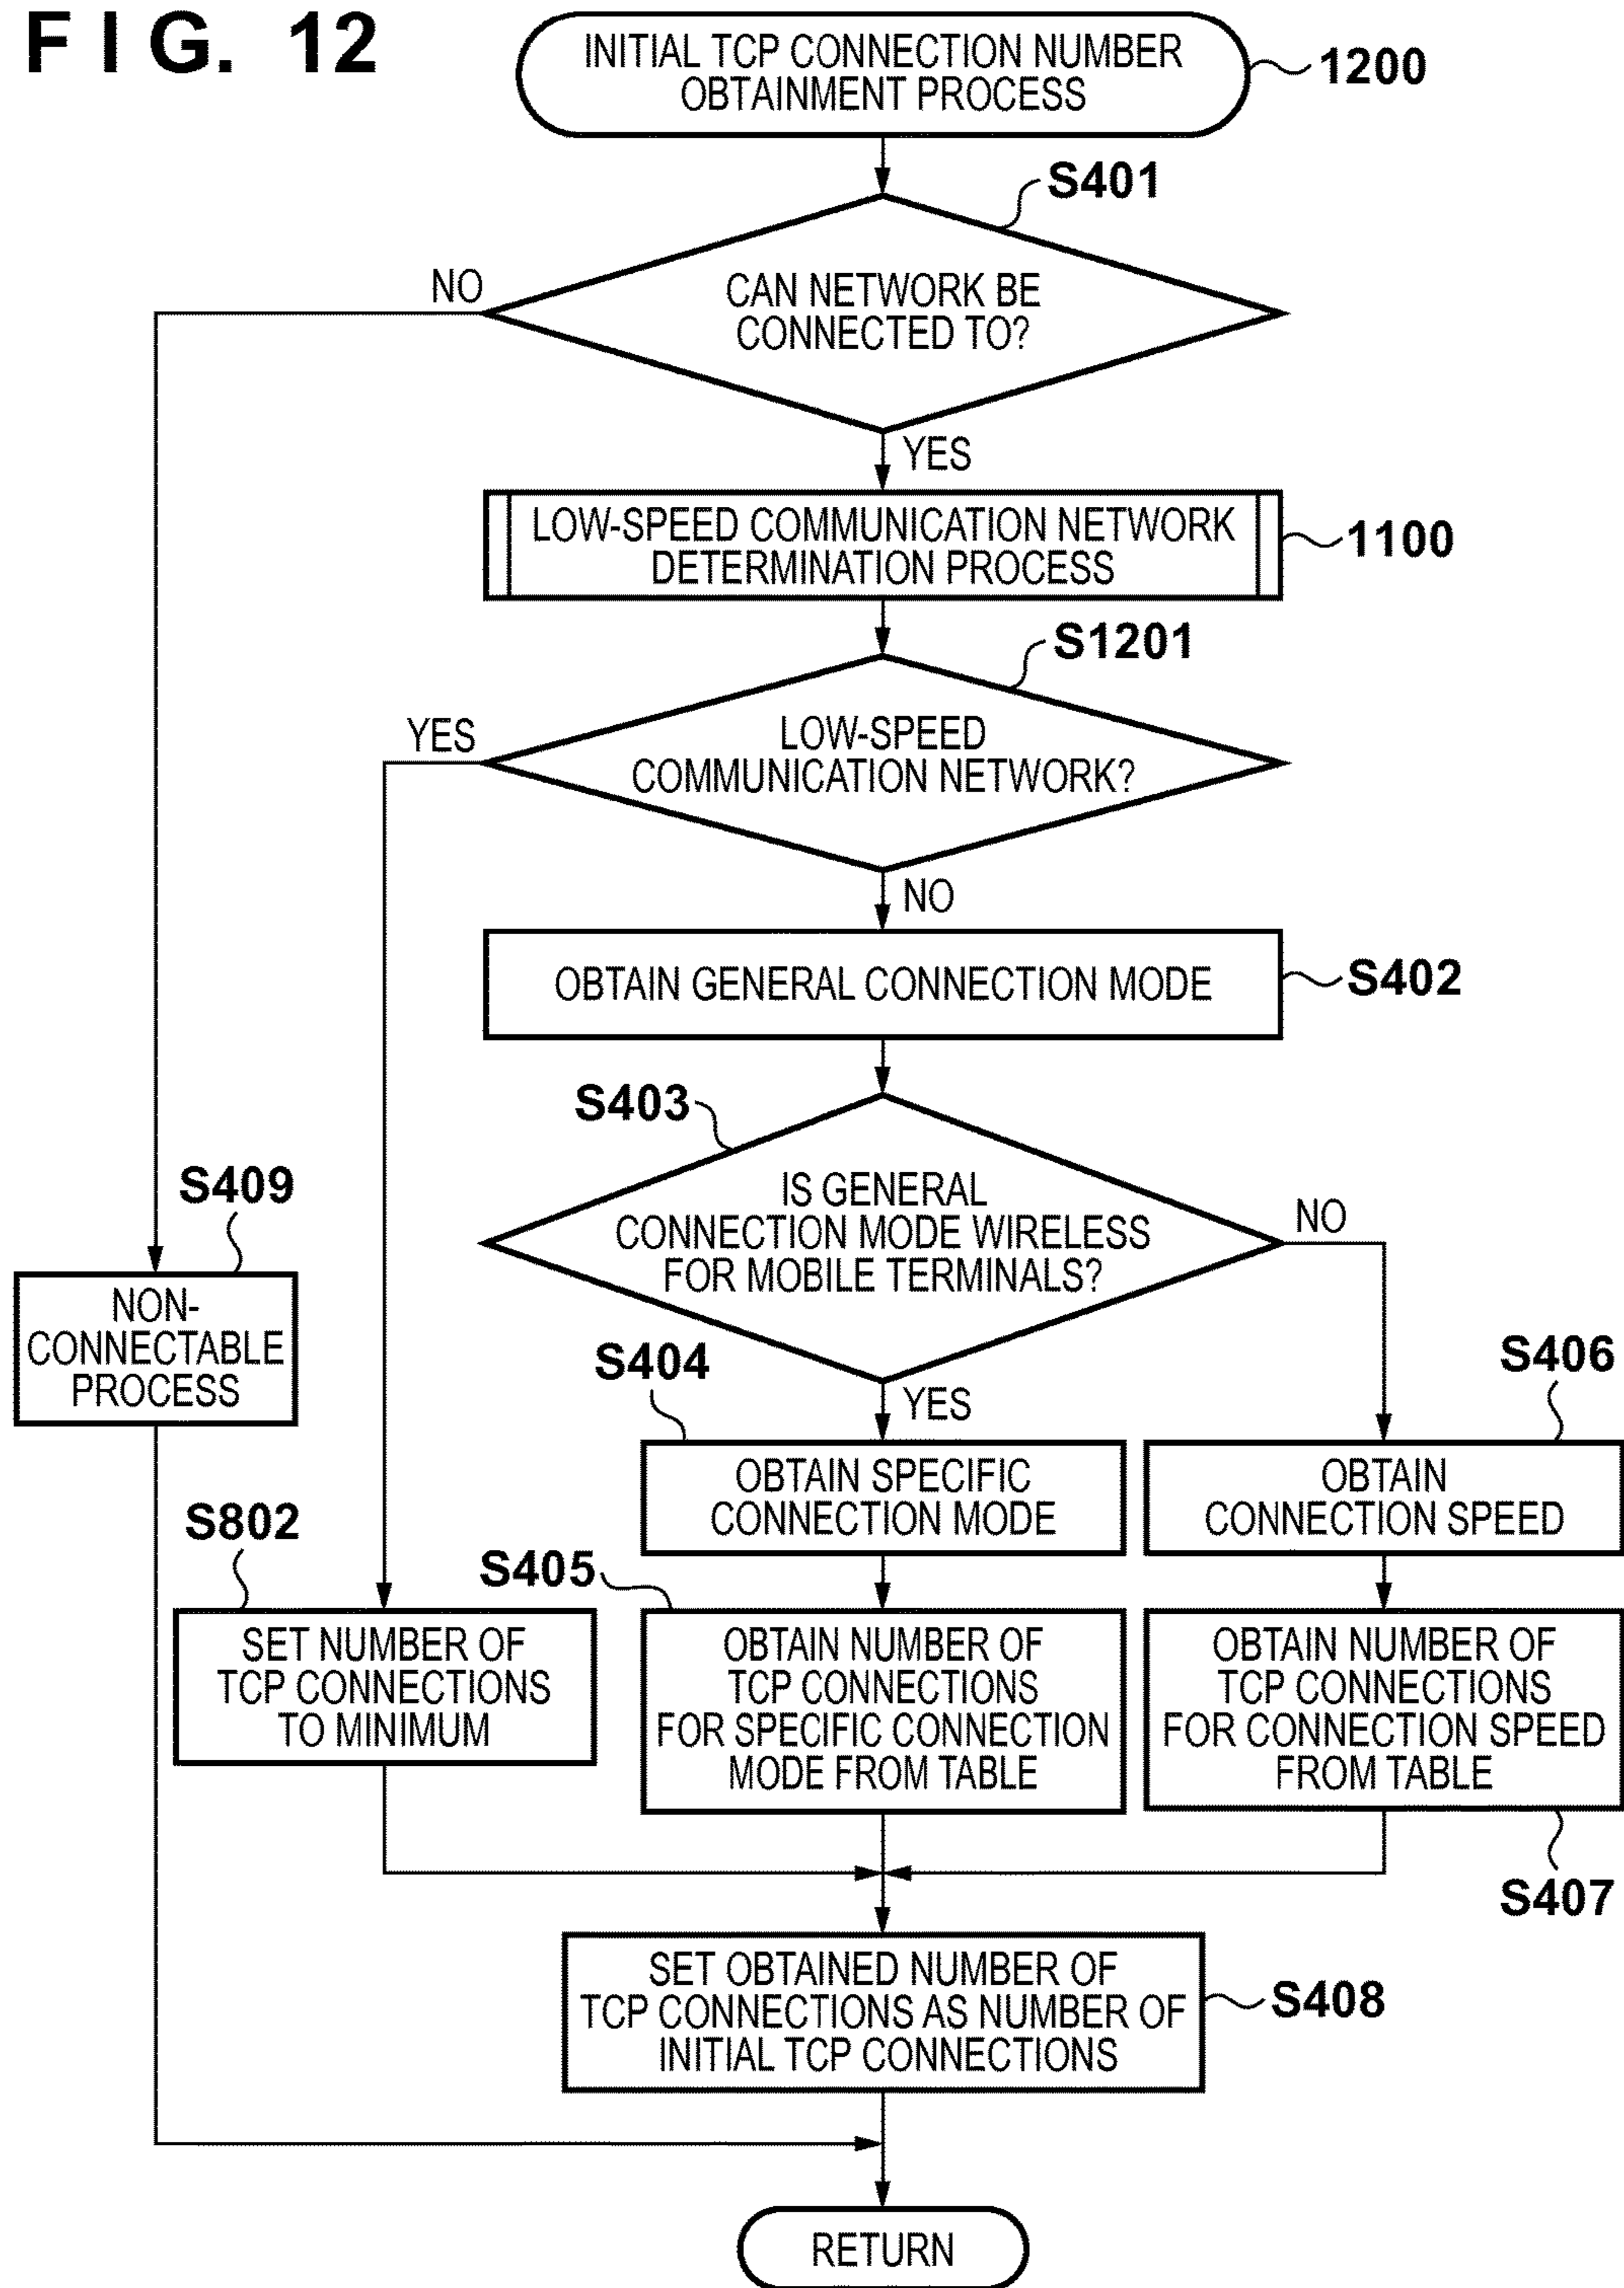 FIG. 12
INITIAL TCP CONNECTION NUMBER
OBTAINMENT PROCESS
1200
S401
CAN NETWORK BE
CONNECTED TO?
NO
YES
LOW-SPEED COMMUNICATION NETWORK
DETERMINATION PROCESS
1100
S1201
LOW-SPEED
COMMUNICATION NETWORK?
YES
NO
OBTAIN GENERAL CONNECTION MODE
S402
S403
IS GENERAL
CONNECTION MODE WIRELESS
FOR MOBILE TERMINALS?
NO
YES
S409
NON-
CONNECTABLE
PROCESS
S404
OBTAIN SPECIFIC
CONNECTION MODE
S406
OBTAIN
CONNECTION SPEED
S802
SET NUMBER OF
TCP CONNECTIONS
TO MINIMUM
S405
OBTAIN NUMBER OF
TCP CONNECTIONS
FOR SPECIFIC CONNECTION
MODE FROM TABLE
OBTAIN NUMBER OF
TCP CONNECTIONS
FOR CONNECTION SPEED
FROM TABLE
S407
SET OBTAINED NUMBER OF
TCP CONNECTIONS AS NUMBER OF
INITIAL TCP CONNECTIONS
S408
RETURN